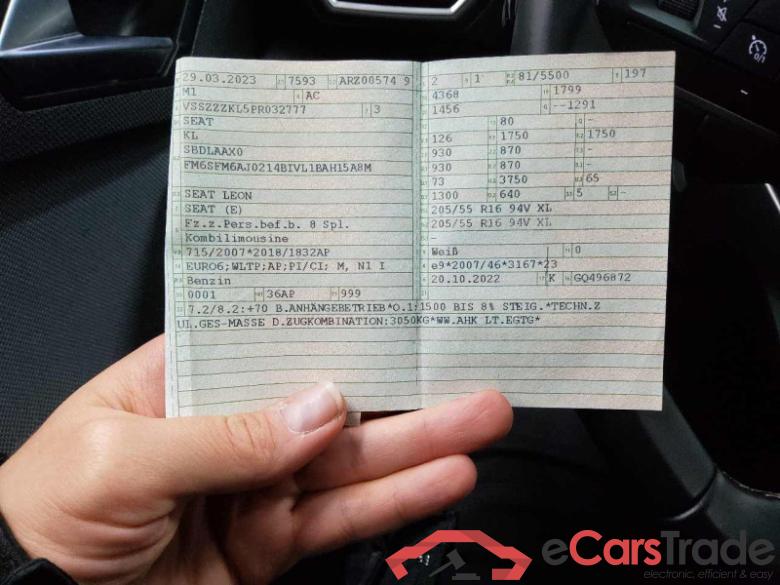 29.03.2023 7593 ARZ00574 9
M1 AC
VSSZZZKL5PR032777 3
SEAT
KL
SBDLAAX0
FM6SFM6AJ0214BIVL1BAH15A8M
SEAT LEON
SEAT (E)
Fz.z.Pers.bef.b. 8 Spl.
Kombilimousine
715/2007*2018/1832AP
EURO6;WLTP;AP;PI/CI; M, N1 I
Benzin
0001 36AP 999
2 1 81/5500 197
4368 1799
1456 --1291
80 -
126 1750 1750
930 870 -
930 870 -
73 3750 65
1300 640 5 -
205/55 R16 94V XL
205/55 R16 94V XL
-
Weiß 0
e9*2007/46*3167*23
20.10.2022 K GQ496872
7.2/8.2:+70 B.ANHÄNGEBETRIEB*O.1:1500 BIS 8% STEIG.*TECHN.Z
UL.GES-MASSE D.ZUGKOMBINATION:3050KG*WW.AHK LT.EGTG*
eCarsTrade
electronic, efficient & easy